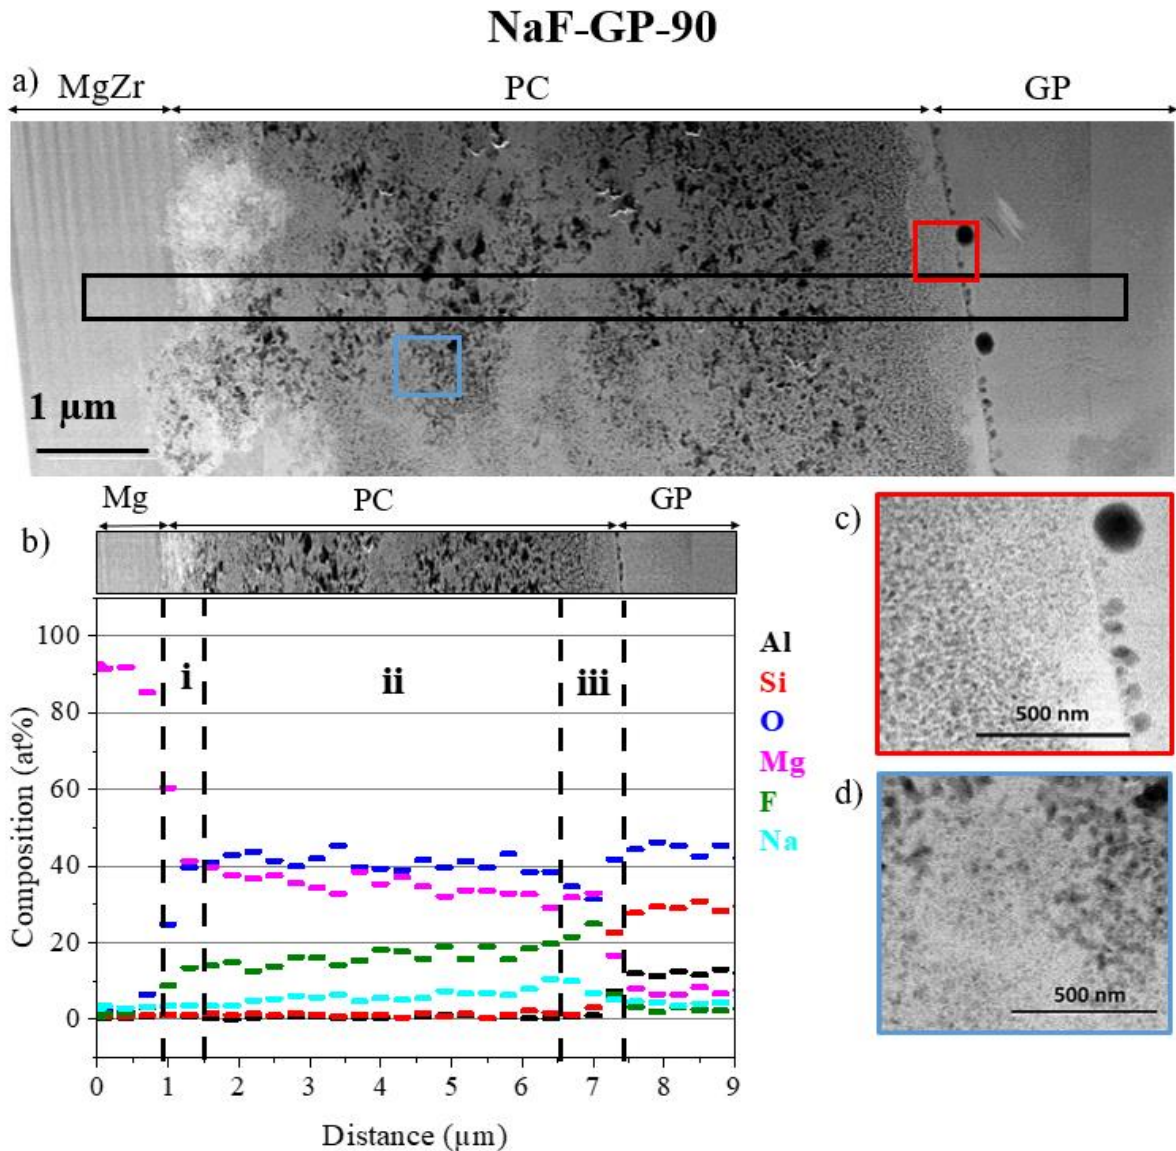 NaF-GP-90
a) MgZr PC GP
1 µm
Mg PC GP
b)
100
80
60
40
20
0
Composition (at%)
i ii iii
Al
Si
O
Mg
F
Na
0 1 2 3 4 5 6 7 8 9
Distance (µm)
c)
500 nm
d)
500 nm